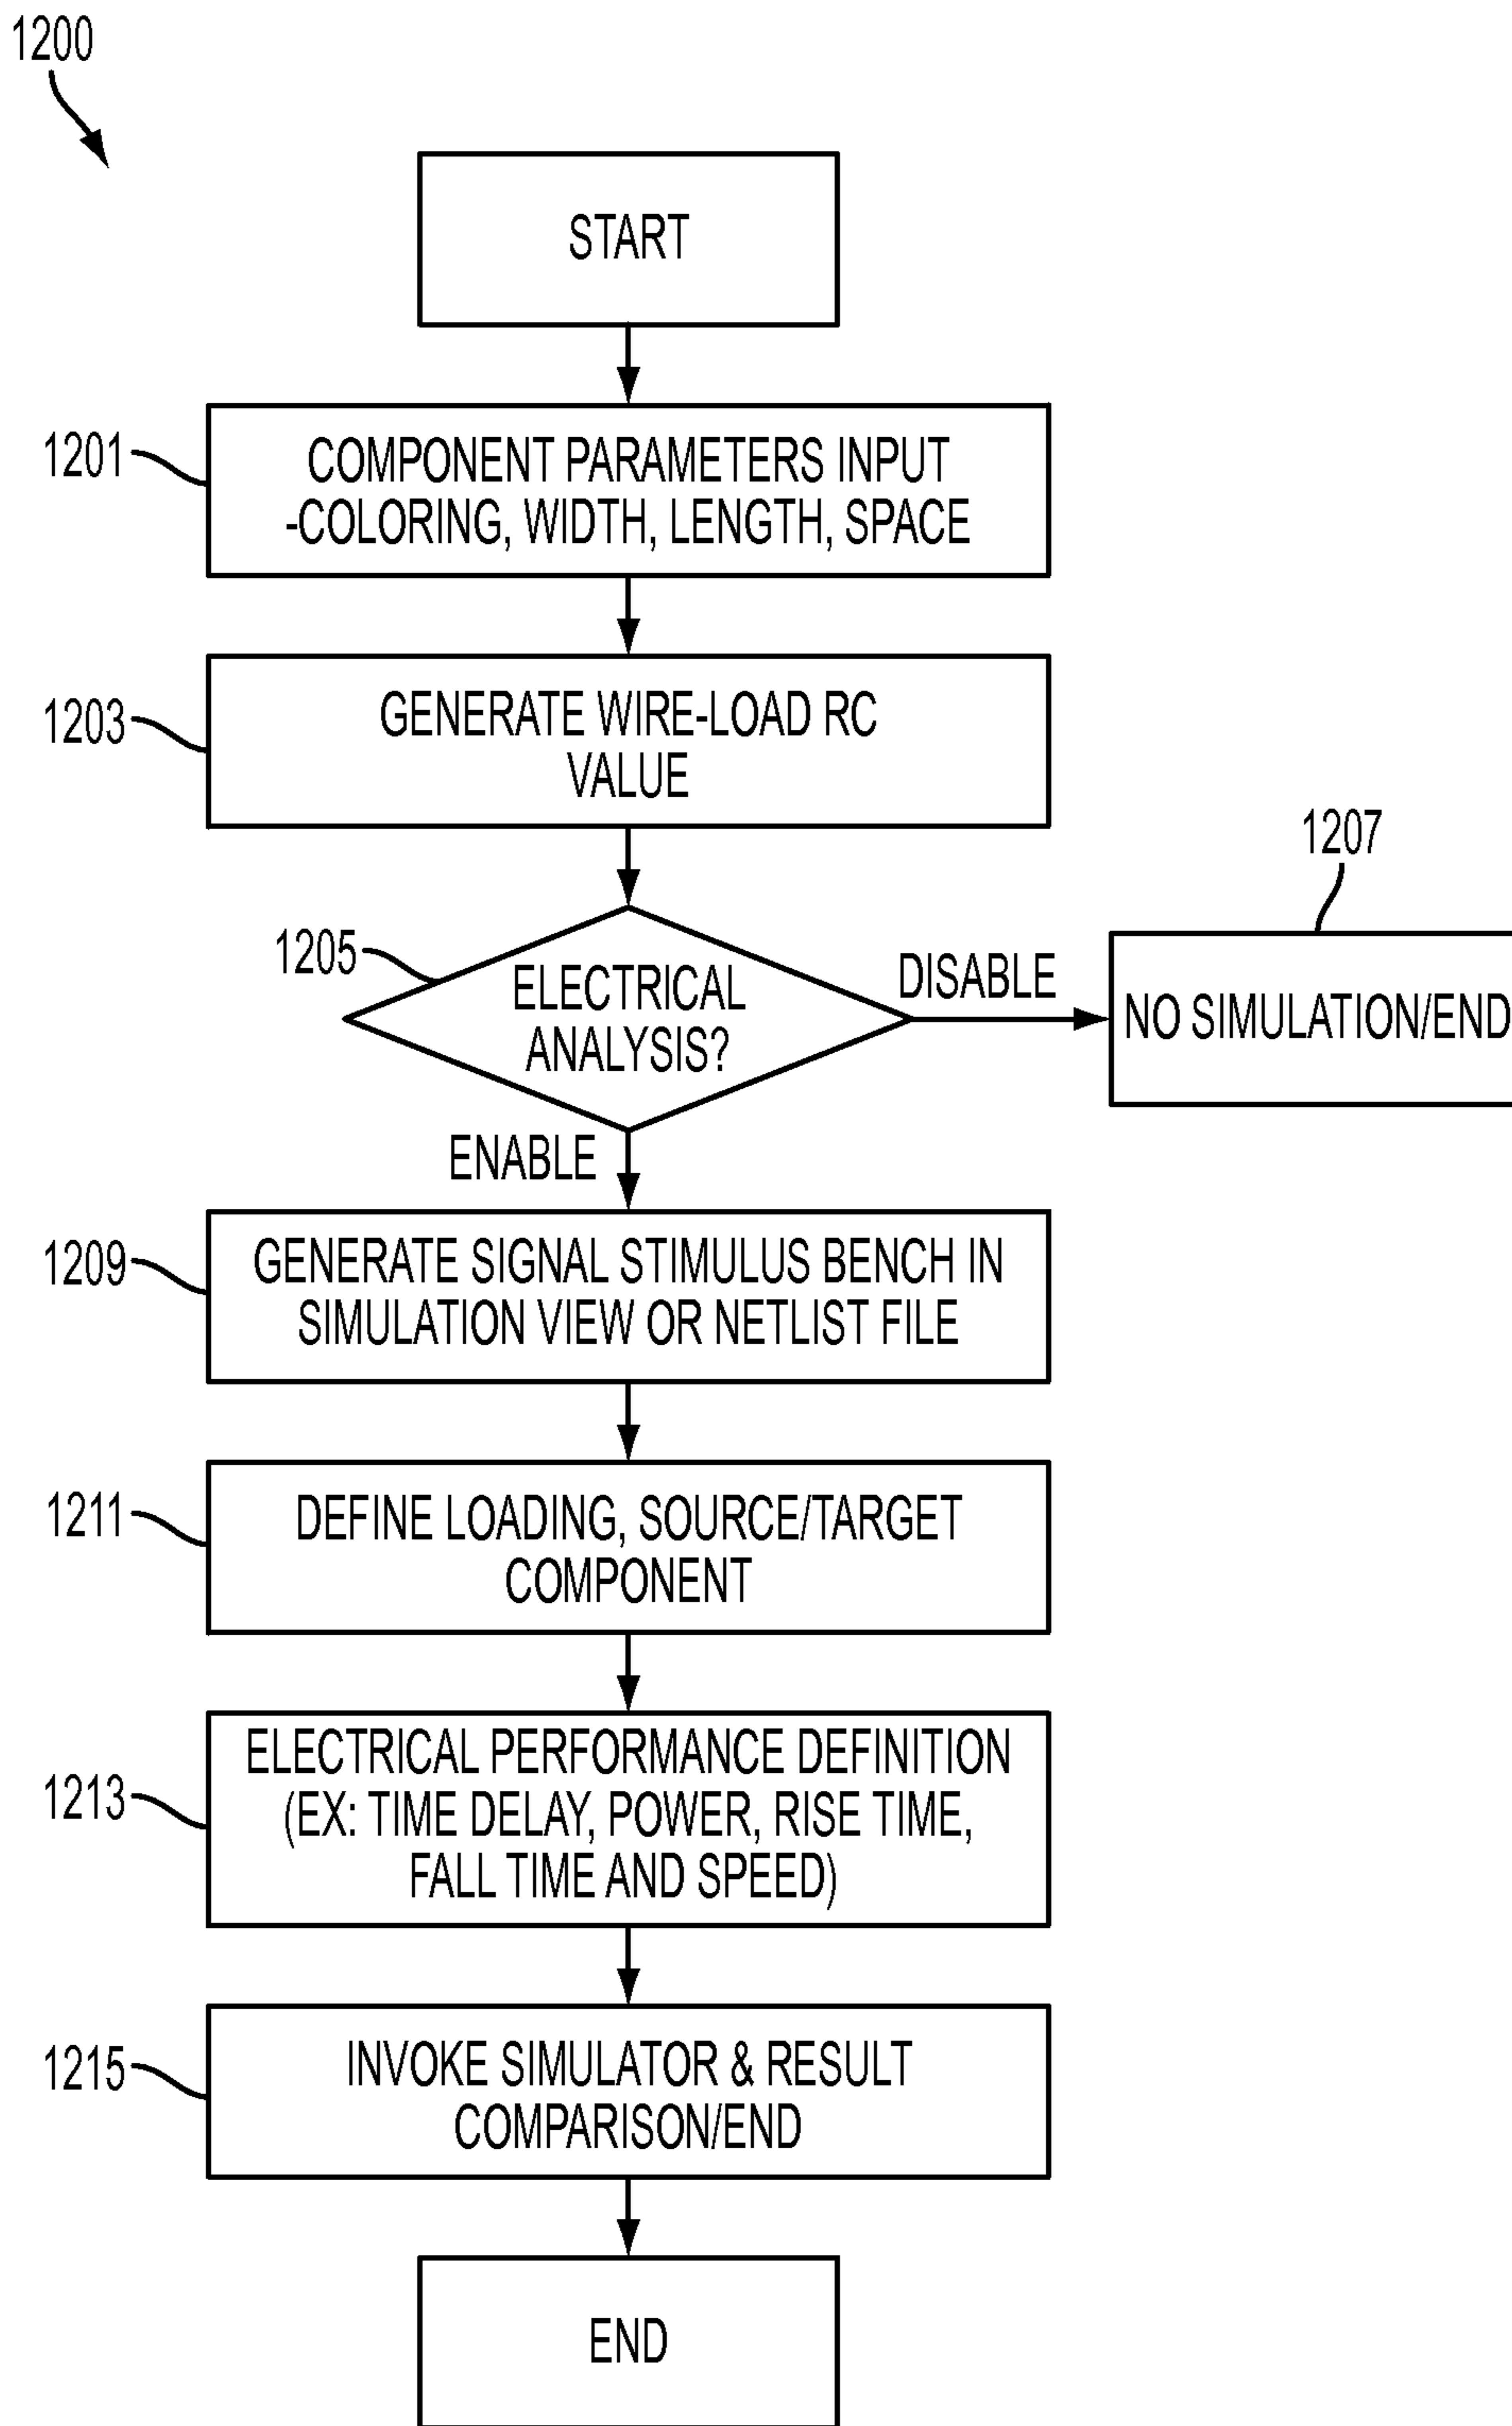 1200
START
1201
COMPONENT PARAMETERS INPUT
-COLORING, WIDTH, LENGTH, SPACE
1203
GENERATE WIRE-LOAD RC
VALUE
1207
1205
ELECTRICAL
ANALYSIS?
DISABLE
NO SIMULATION/END
ENABLE
1209
GENERATE SIGNAL STIMULUS BENCH IN
SIMULATION VIEW OR NETLIST FILE
1211
DEFINE LOADING, SOURCE/TARGET
COMPONENT
1213
ELECTRICAL PERFORMANCE DEFINITION
(EX: TIME DELAY, POWER, RISE TIME,
FALL TIME AND SPEED)
1215
INVOKE SIMULATOR & RESULT
COMPARISON/END
END